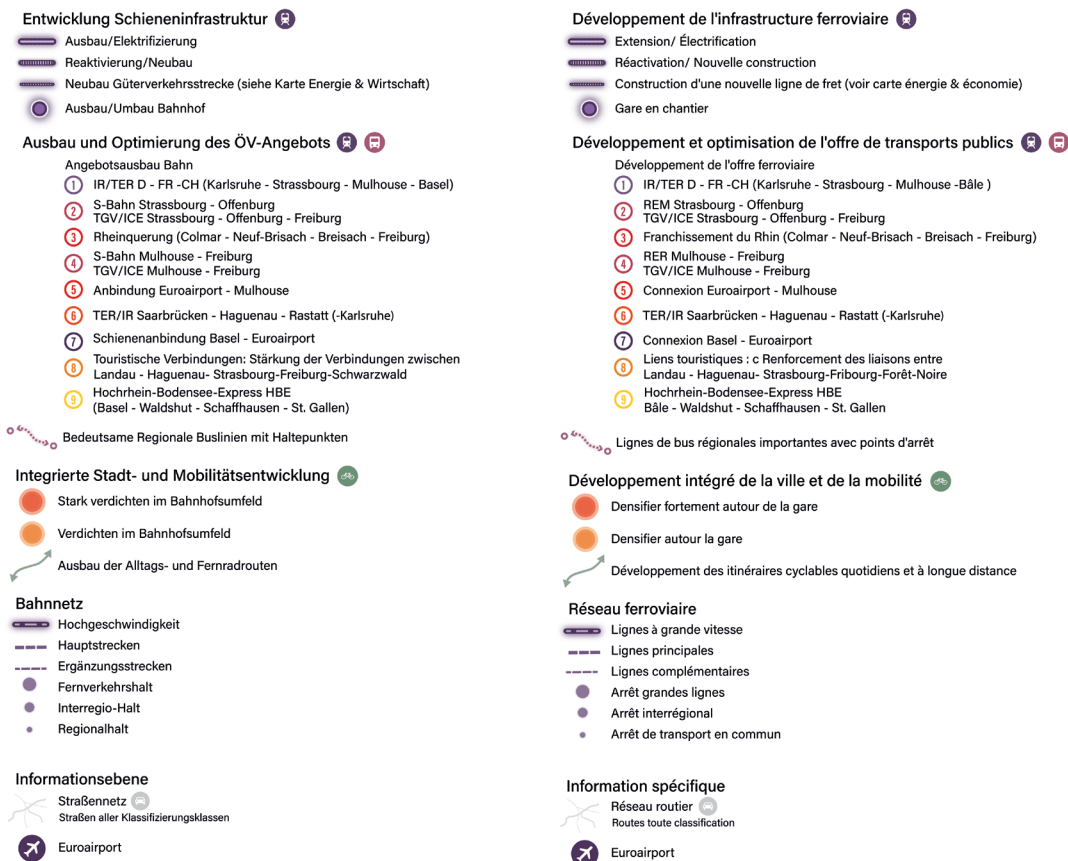 Entwicklung Schieneninfrastruktur
Ausbau/Elektrifizierung
Reaktivierung/Neubau
Neubau Güterverkehrsstrecke (siehe Karte Energie & Wirtschaft)
Ausbau/Umbau Bahnhof
Ausbau und Optimierung des ÖV-Angebots
Angebotsausbau Bahn
1 IR/TER D - FR -CH (Karlsruhe - Strassbourg - Mulhouse - Basel)
2 S-Bahn Strassbourg - Offenburg
TGV/ICE Strassbourg - Offenburg - Freiburg
3 Rheinquerung (Colmar - Neuf-Brisach - Breisach - Freiburg)
4 S-Bahn Mulhouse - Freiburg
TGV/ICE Mulhouse - Freiburg
5 Anbindung Euroairport - Mulhouse
6 TER/IR Saarbrücken - Haguenau - Rastatt (-Karlsruhe)
7 Schienenanbindung Basel - Euroairport
8 Touristische Verbindungen: Stärkung der Verbindungen zwischen
Landau - Haguenau- Strasbourg-Freiburg-Schwarzwald
9 Hochrhein-Bodensee-Express HBE
(Basel - Waldshut - Schaffhausen - St. Gallen)
Bedeutsame Regionale Buslinien mit Haltepunkten
Integrierte Stadt- und Mobilitätsentwicklung
Stark verdichten im Bahnhofsumfeld
Verdichten im Bahnhofsumfeld
Ausbau der Alltags- und Fernradrouten
Bahnnetz
Hochgeschwindigkeit
Hauptstrecken
Ergänzungsstrecken
Fernverkehrshalt
Interregio-Halt
Regionalhalt
Informationsebene
Straßennetz
Straßen aller Klassifizierungsklassen
Euroairport
Développement de l'infrastructure ferroviaire
Extension/ Électrification
Réactivation/ Nouvelle construction
Construction d'une nouvelle ligne de fret (voir carte énergie & économie)
Gare en chantier
Développement et optimisation de l'offre de transports publics
Développement de l'offre ferroviaire
1 IR/TER D - FR -CH (Karlsruhe - Strasbourg - Mulhouse -Bâle )
2 REM Strasbourg - Offenburg
TGV/ICE Strasbourg - Offenburg - Freiburg
3 Franchissement du Rhin (Colmar - Neuf-Brisach - Breisach - Freiburg)
4 RER Mulhouse - Freiburg
TGV/ICE Mulhouse - Freiburg
5 Connexion Euroairport - Mulhouse
6 TER/IR Saarbrücken - Haguenau - Rastatt (-Karlsruhe)
7 Connexion Basel - Euroairport
8 Liens touristiques : c Renforcement des liaisons entre
Landau - Haguenau- Strasbourg-Fribourg-Forêt-Noire
9 Hochrhein-Bodensee-Express HBE
Bâle - Waldshut - Schaffhausen - St. Gallen
Lignes de bus régionales importantes avec points d'arrêt
Développement intégré de la ville et de la mobilité
Densifier fortement autour de la gare
Densifier autour la gare
Développement des itinéraires cyclables quotidiens et à longue distance
Réseau ferroviaire
Lignes à grande vitesse
Lignes principales
Lignes complémentaires
Arrêt grandes lignes
Arrêt interrégional
Arrêt de transport en commun
Information spécifique
Réseau routier
Routes toute classification
Euroairport